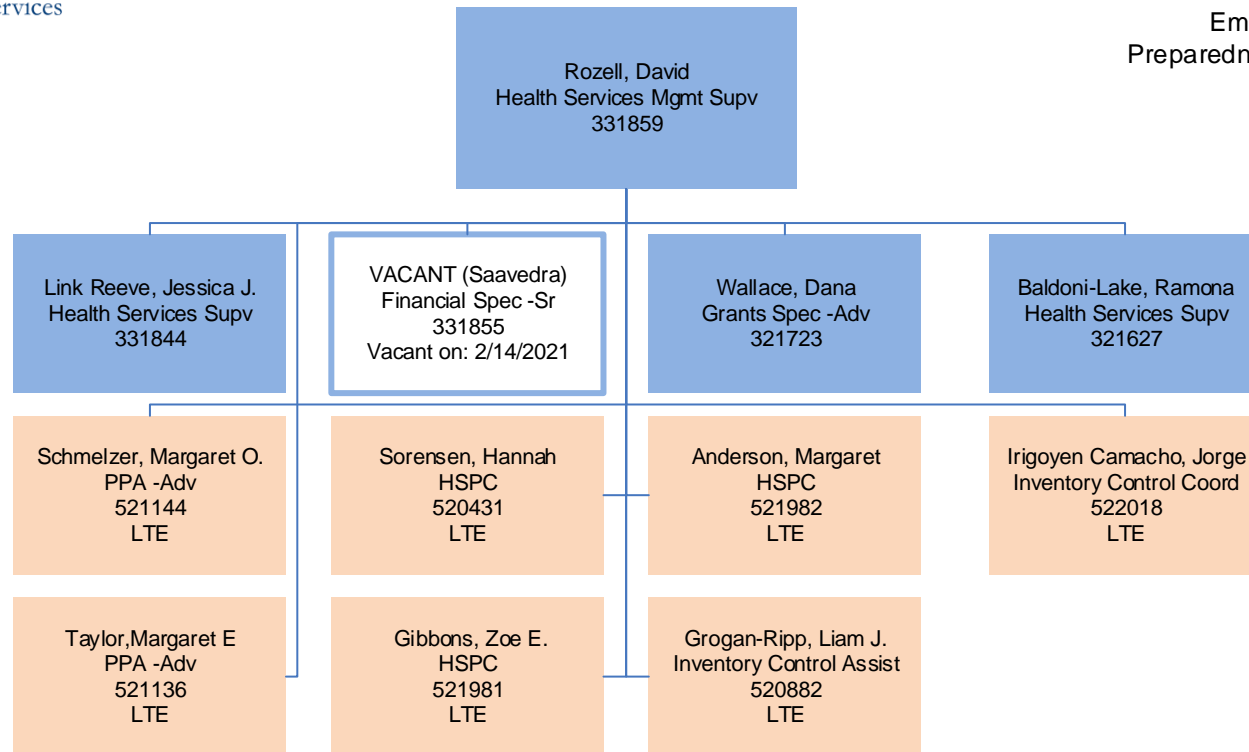 Rozell, David
Health Services Mgmt Supv
331859
Link Reeve, Jessica J.
Health Services Supv
331844
VACANT (Saavedra)
Financial Spec -Sr
331855
Vacant on: 2/14/2021
Wallace, Dana
Grants Spec -Adv
321723
Baldoni-Lake, Ramona
Health Services Supv
321627
Schmelzer, Margaret O.
PPA -Adv
521144
LTE
Sorensen, Hannah
HSPC
520431
LTE
Anderson, Margaret
HSPC
521982
LTE
Irigoyen Camacho, Jorge
Inventory Control Coord
522018
LTE
Taylor,Margaret E
PPA -Adv
521136
LTE
Gibbons, Zoe E.
HSPC
521981
LTE
Grogan-Ripp, Liam J.
Inventory Control Assist
520882
LTE